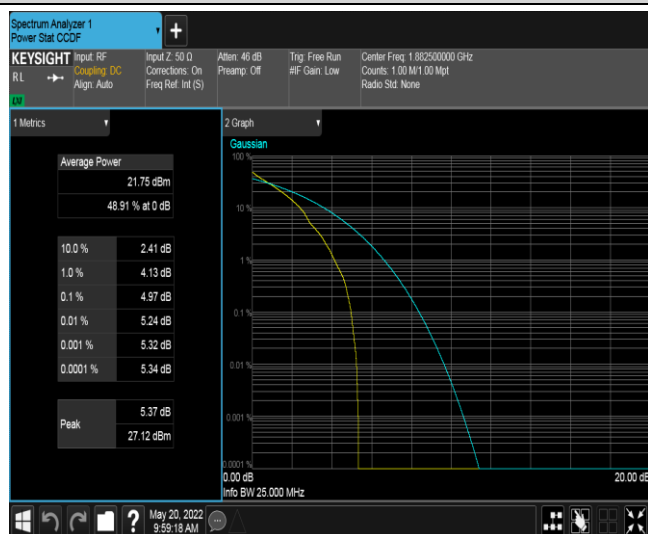 Spectrum Analyzer 1
Power Stat CCDF
+
KEYSIGHT
RL
LXI
Input: RF
Coupling: DC
Align: Auto
Input Z: 50 Ω
Corrections: On
Freq Ref: Int (S)
Atten: 46 dB
Preamp: Off
Trig: Free Run
#IF Gain: Low
Center Freq: 1.882500000 GHz
Counts: 1.00 M/1.00 Mpt
Radio Std: None
1 Metrics
Average Power
21.75 dBm
48.91 % at 0 dB
10.0 % 2.41 dB
1.0 % 4.13 dB
0.1 % 4.97 dB
0.01 % 5.24 dB
0.001 % 5.32 dB
0.0001 % 5.34 dB
Peak
5.37 dB
27.12 dBm
2 Graph
Gaussian
100 %
10 %
1 %
0.1 %
0.01 %
0.001 %
0.0001 %
0.00 dB
20.00 dB
Info BW 25.000 MHz
?
May 20, 2022
9:59:18 AM